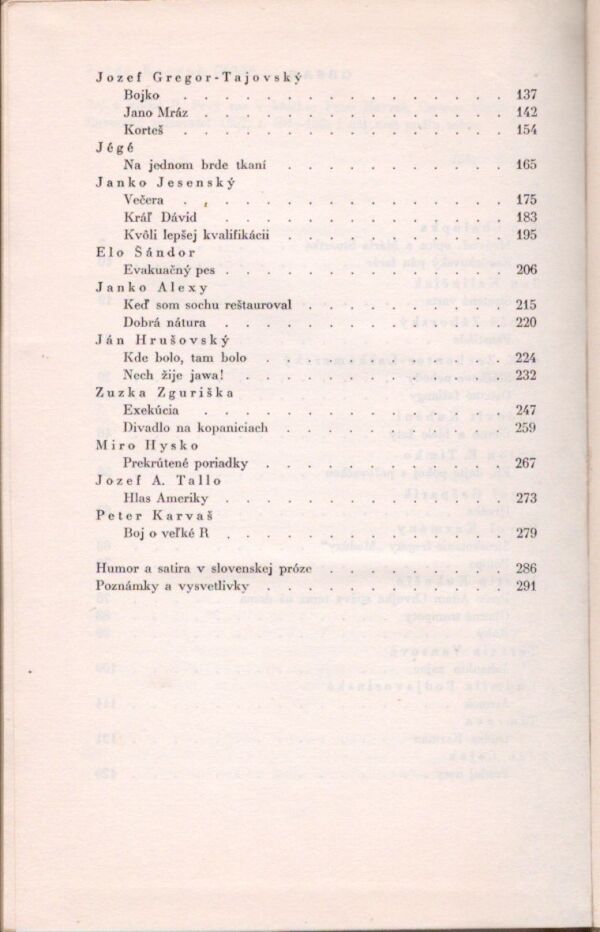 Jozef Gregor-Tajovský
Bojko . . . . . . . . . . . . 137
Jano Mráz . . . . . . . . . . . 142
Korteš . . . . . . . . . . . . 154
Jégé
Na jednom brde tkaní . . . . . . . . 165
Janko Jesenský
Večera . . . . . . . . . . . . 175
Kráľ Dávid . . . . . . . . . . 183
Kvôli lepšej kvalifikácii . . . . . . . . 195
Elo Šándor
Evakuačný pes . . . . . . . . . . 206
Janko Alexy
Keď som sochu reštauroval . . . . . . . 215
Dobrá nátura . . . . . . . . . . 220
Ján Hrušovský
Kde bolo, tam bolo . . . . . . . . . 224
Nech žije jawa! . . . . . . . . . 232
Zuzka Zguriška
Exekúcia . . . . . . . . . . . 247
Divadlo na kopaniciach . . . . . . . . 259
Miro Hysko
Prekrútené poriadky . . . . . . . . . 267
Jozef A. Tallo
Hlas Ameriky . . . . . . . . . . 273
Peter Karvaš
Boj o veľké R . . . . . . . . . . 279
Humor a satira v slovenskej próze . . . . . . 286
Poznámky a vysvetlivky . . . . . . . . . 291